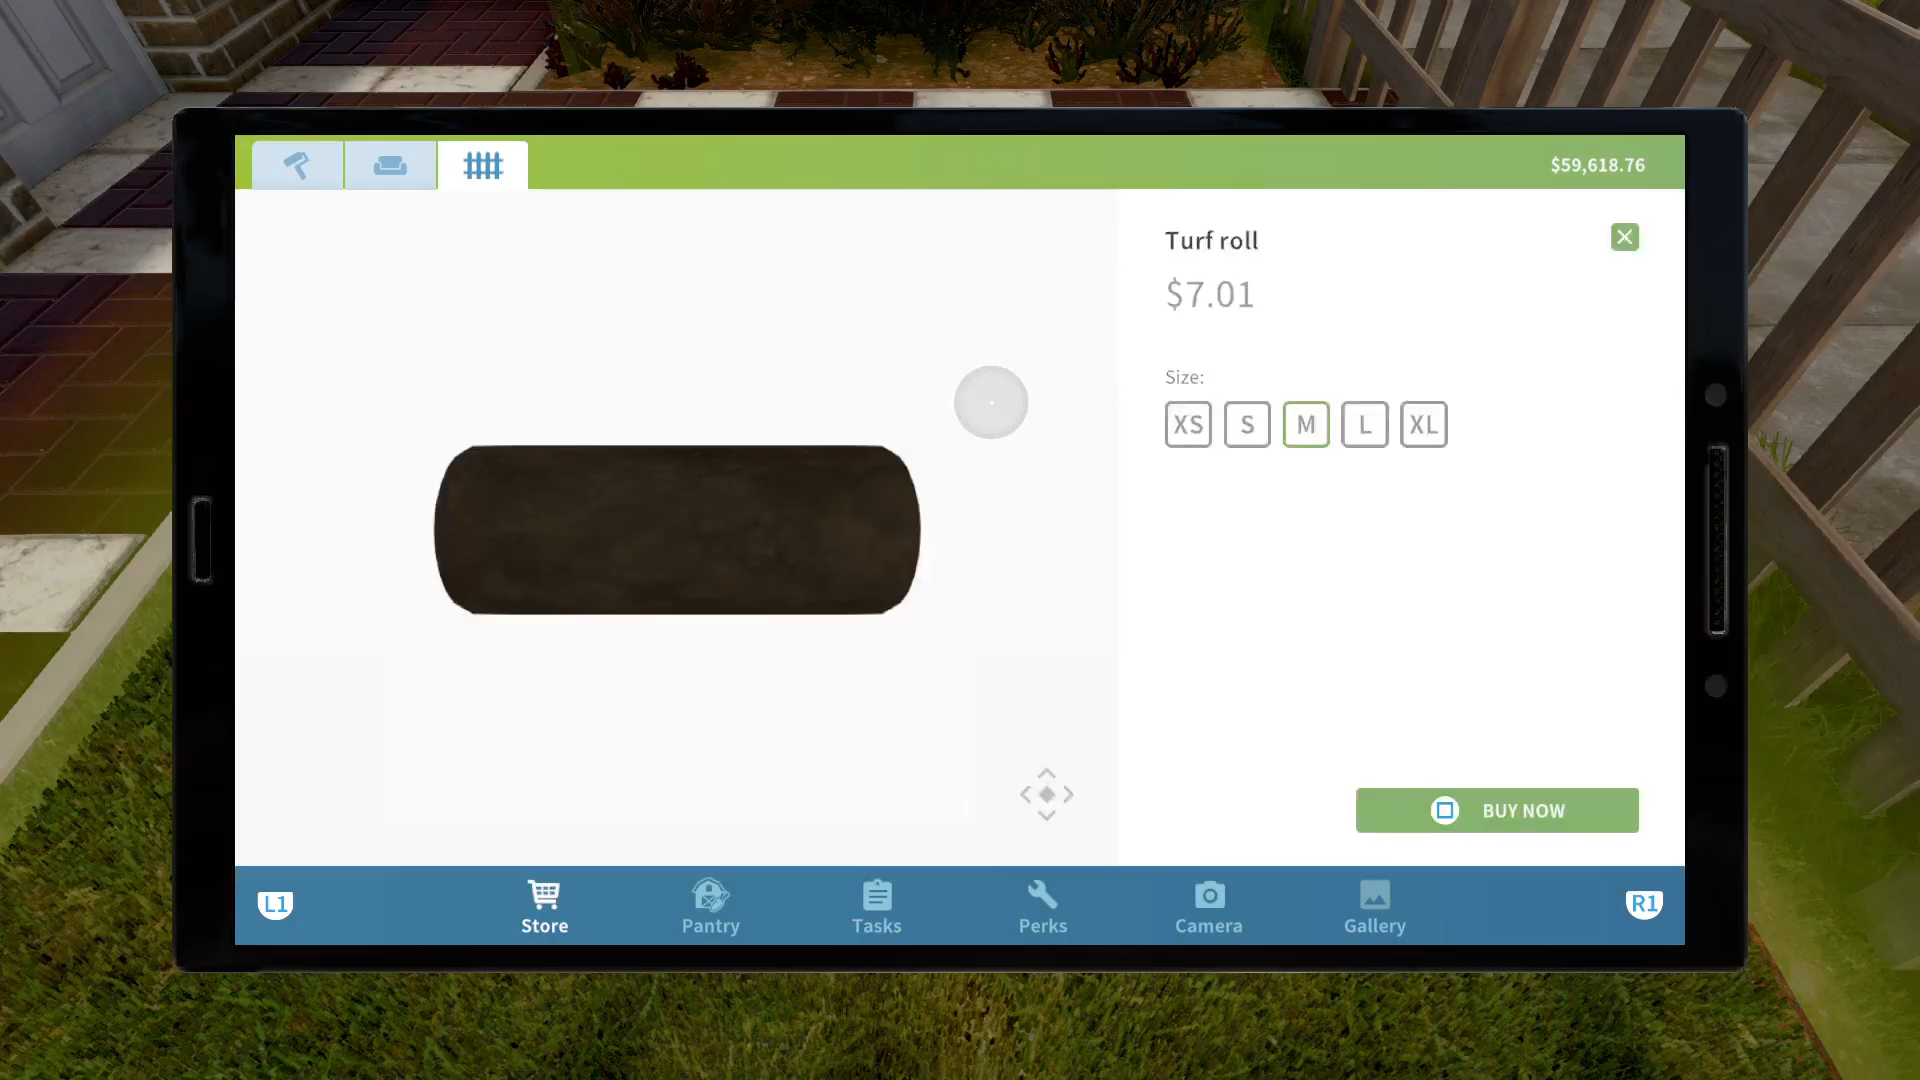 $59,618.76
Turf roll
$7.01
Size:
XS S M L XL
BUY NOW
L1
Store
Pantry
Tasks
Perks
Camera
Gallery
R1